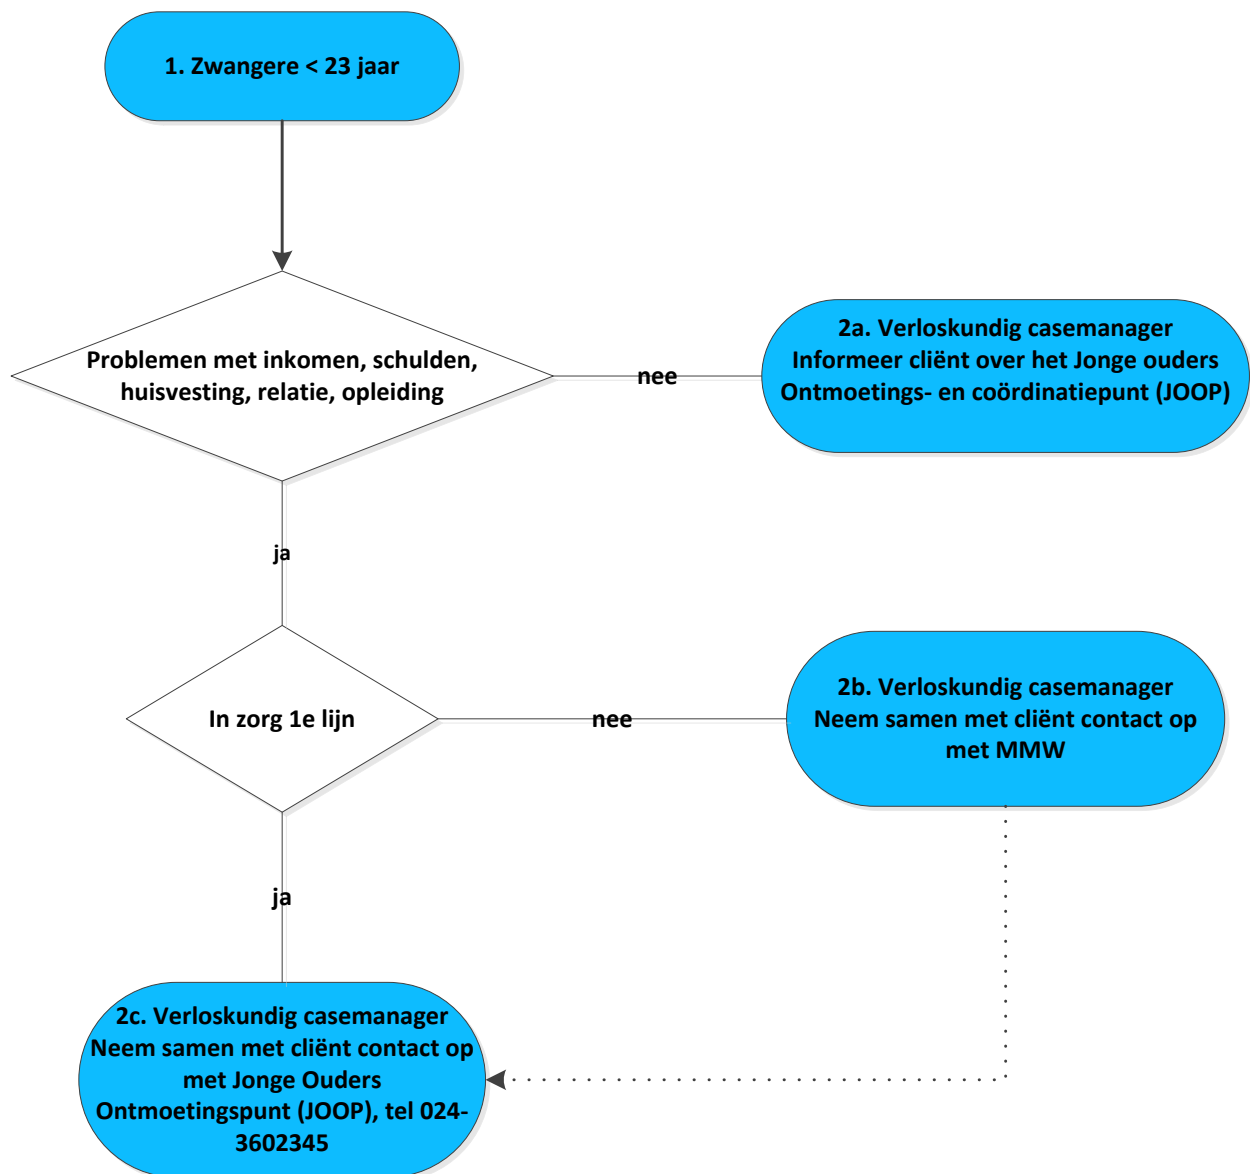 1. Zwangere < 23 jaar
Problemen met inkomen, schulden,
huisvesting, relatie, opleiding
nee
2a. Verloskundig casemanager
Informeer cliënt over het Jonge ouders
Ontmoetings- en coördinatiepunt (JOOP)
ja
In zorg 1e lijn
nee
2b. Verloskundig casemanager
Neem samen met cliënt contact op
met MMW
ja
2c. Verloskundig casemanager
Neem samen met cliënt contact op
met Jonge Ouders
Ontmoetingspunt (JOOP), tel 024-
3602345